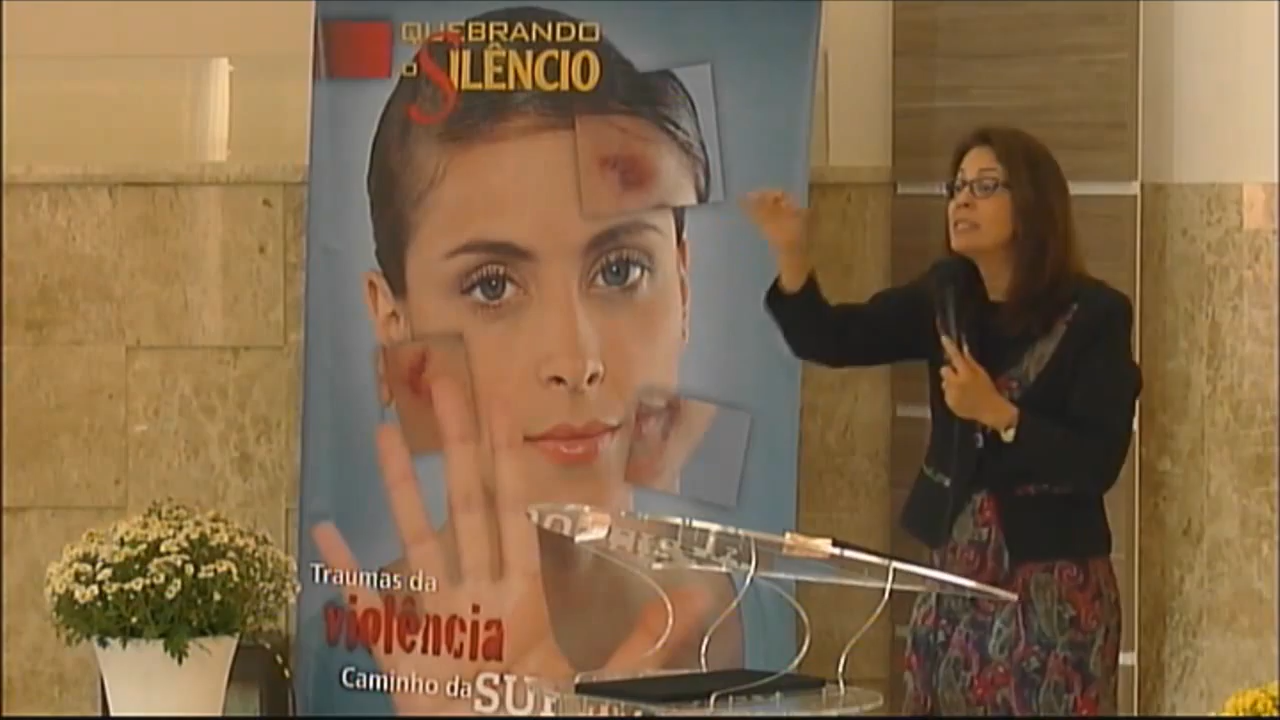 QUEBRANDO
O SILÊNCIO
Traumas da
violência
Caminho da